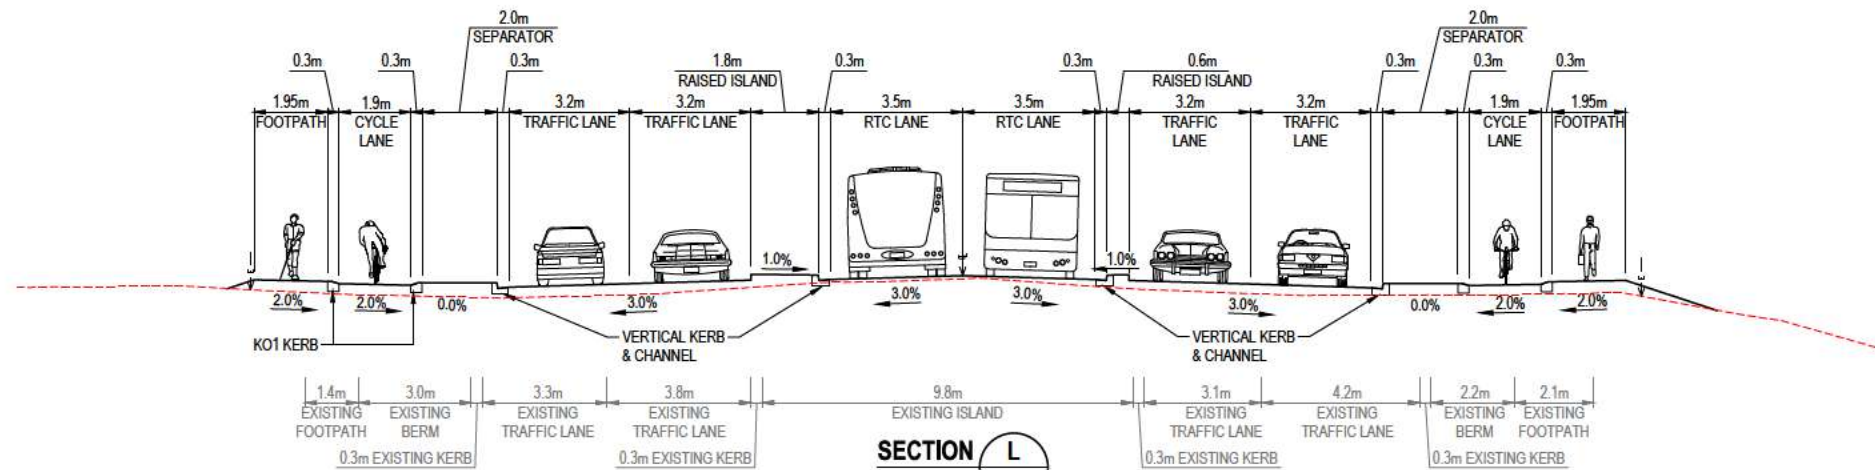 2.0m
SEPARATOR
2.0m
SEPARATOR
0.3m 0.3m 0.3m 1.8m 0.3m 0.3m 0.6m 0.3m 0.3m 0.3m
RAISED ISLAND RAISED ISLAND
1.95m 1.9m 3.2m 3.2m 3.5m 3.5m 3.2m 3.2m 1.9m 1.95m
FOOTPATH CYCLE TRAFFIC LANE TRAFFIC LANE RTC LANE RTC LANE TRAFFIC TRAFFIC CYCLE FOOTPATH
LANE LANE LANE LANE
1.0% 1.0%
2.0% 2.0% 0.0% 3.0% 3.0% 3.0% 3.0% 0.0% 2.0% 2.0%
KO1 KERB
VERTICAL KERB
& CHANNEL
VERTICAL KERB
& CHANNEL
1.4m 3.0m 3.3m 3.8m 9.8m 3.1m 4.2m 2.2m 2.1m
EXISTING EXISTING EXISTING EXISTING EXISTING ISLAND EXISTING EXISTING EXISTING EXISTING
FOOTPATH BERM TRAFFIC LANE TRAFFIC LANE TRAFFIC LANE TRAFFIC LANE BERM FOOTPATH
0.3m EXISTING KERB 0.3m EXISTING KERB 0.3m EXISTING KERB 0.3m EXISTING KERB
SECTION L